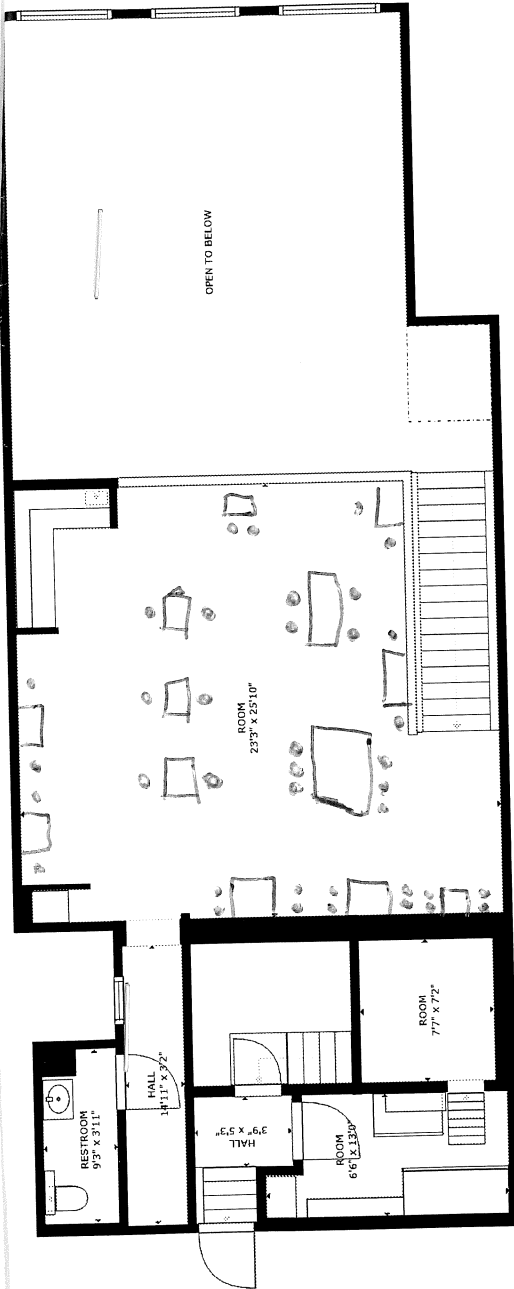 OPEN TO BELOW
ROOM
23'3" x 25'10"
ROOM
7'7" x 7'2"
HALL
14'11" x 3'2"
RESTROOM
9'3" x 3'11"
HALL
3'9" x 5'3"
ROOM
6'6" x 13'0"